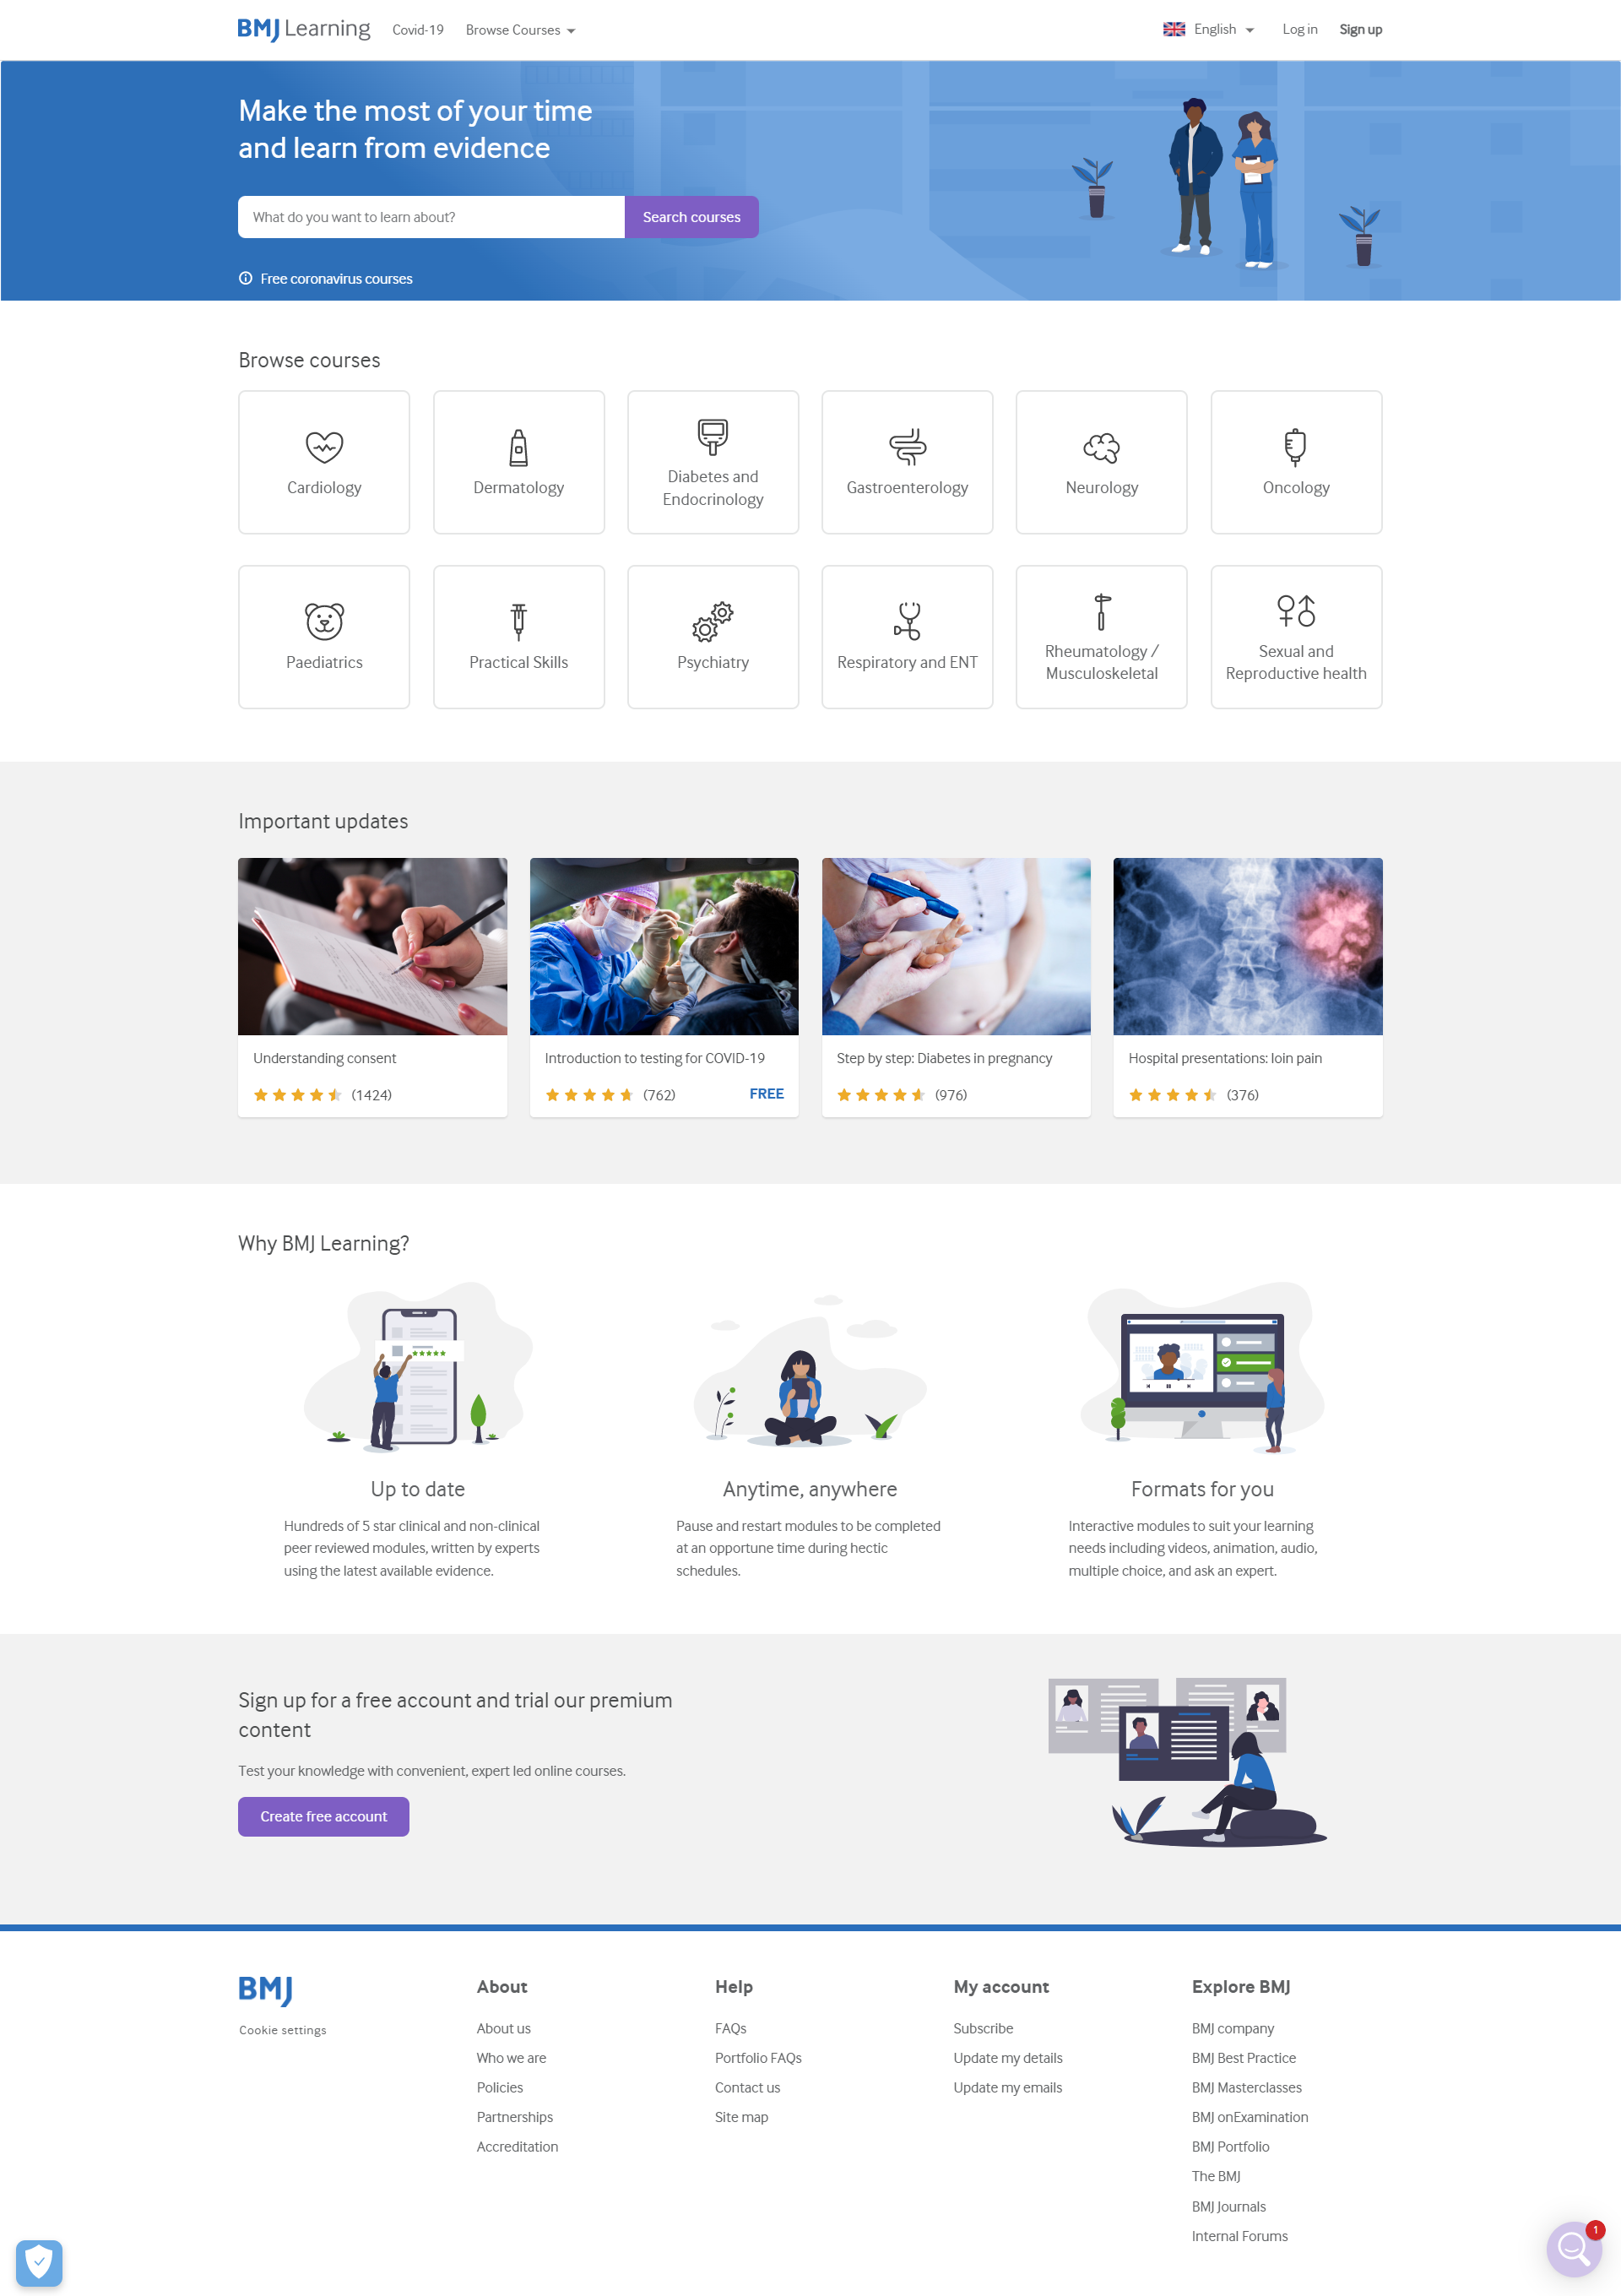 BMJ Learning
Covid-19
Browse Courses
English
Log in
Sign up
Make the most of your time
and learn from evidence
What do you want to learn about?
Search courses
Free coronavirus courses
Browse courses
Cardiology
Dermatology
Diabetes and
Endocrinology
Gastroenterology
Neurology
Oncology
Paediatrics
Practical Skills
Psychiatry
Respiratory and ENT
Rheumatology /
Musculoskeletal
Sexual and
Reproductive health
Important updates
Understanding consent
(1424)
Introduction to testing for COVID-19
(762)
FREE
Step by step: Diabetes in pregnancy
(976)
Hospital presentations: loin pain
(376)
Why BMJ Learning?
Up to date
Hundreds of 5 star clinical and non-clinical
peer reviewed modules, written by experts
using the latest available evidence.
Anytime, anywhere
Pause and restart modules to be completed
at an opportune time during hectic
schedules.
Formats for you
Interactive modules to suit your learning
needs including videos, animation, audio,
multiple choice, and ask an expert.
Sign up for a free account and trial our premium
content
Test your knowledge with convenient, expert led online courses.
Create free account
BMJ
Cookie settings
About
About us
Who we are
Policies
Partnerships
Accreditation
Help
FAQs
Portfolio FAQs
Contact us
Site map
My account
Subscribe
Update my details
Update my emails
Explore BMJ
BMJ company
BMJ Best Practice
BMJ Masterclasses
BMJ onExamination
BMJ Portfolio
The BMJ
BMJ Journals
Internal Forums
1